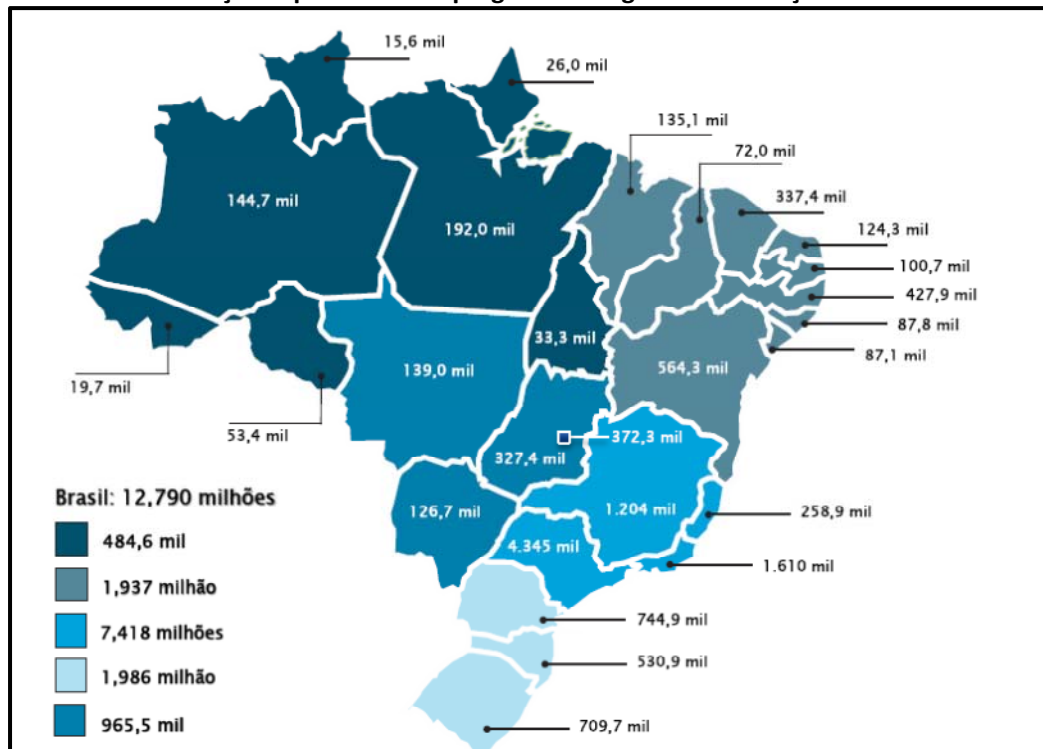 15,6 mil
26,0 mil
135,1 mil
72,0 mil
337,4 mil
124,3 mil
100,7 mil
427,9 mil
87,8 mil
87,1 mil
144,7 mil
192,0 mil
33,3 mil
564,3 mil
139,0 mil
19,7 mil
53,4 mil
372,3 mil
327,4 mil
126,7 mil
1.204 mil
258,9 mil
4.345 mil
1.610 mil
744,9 mil
530,9 mil
709,7 mil
Brasil: 12,790 milhões
484,6 mil
1,937 milhão
7,418 milhões
1,986 milhão
965,5 mil